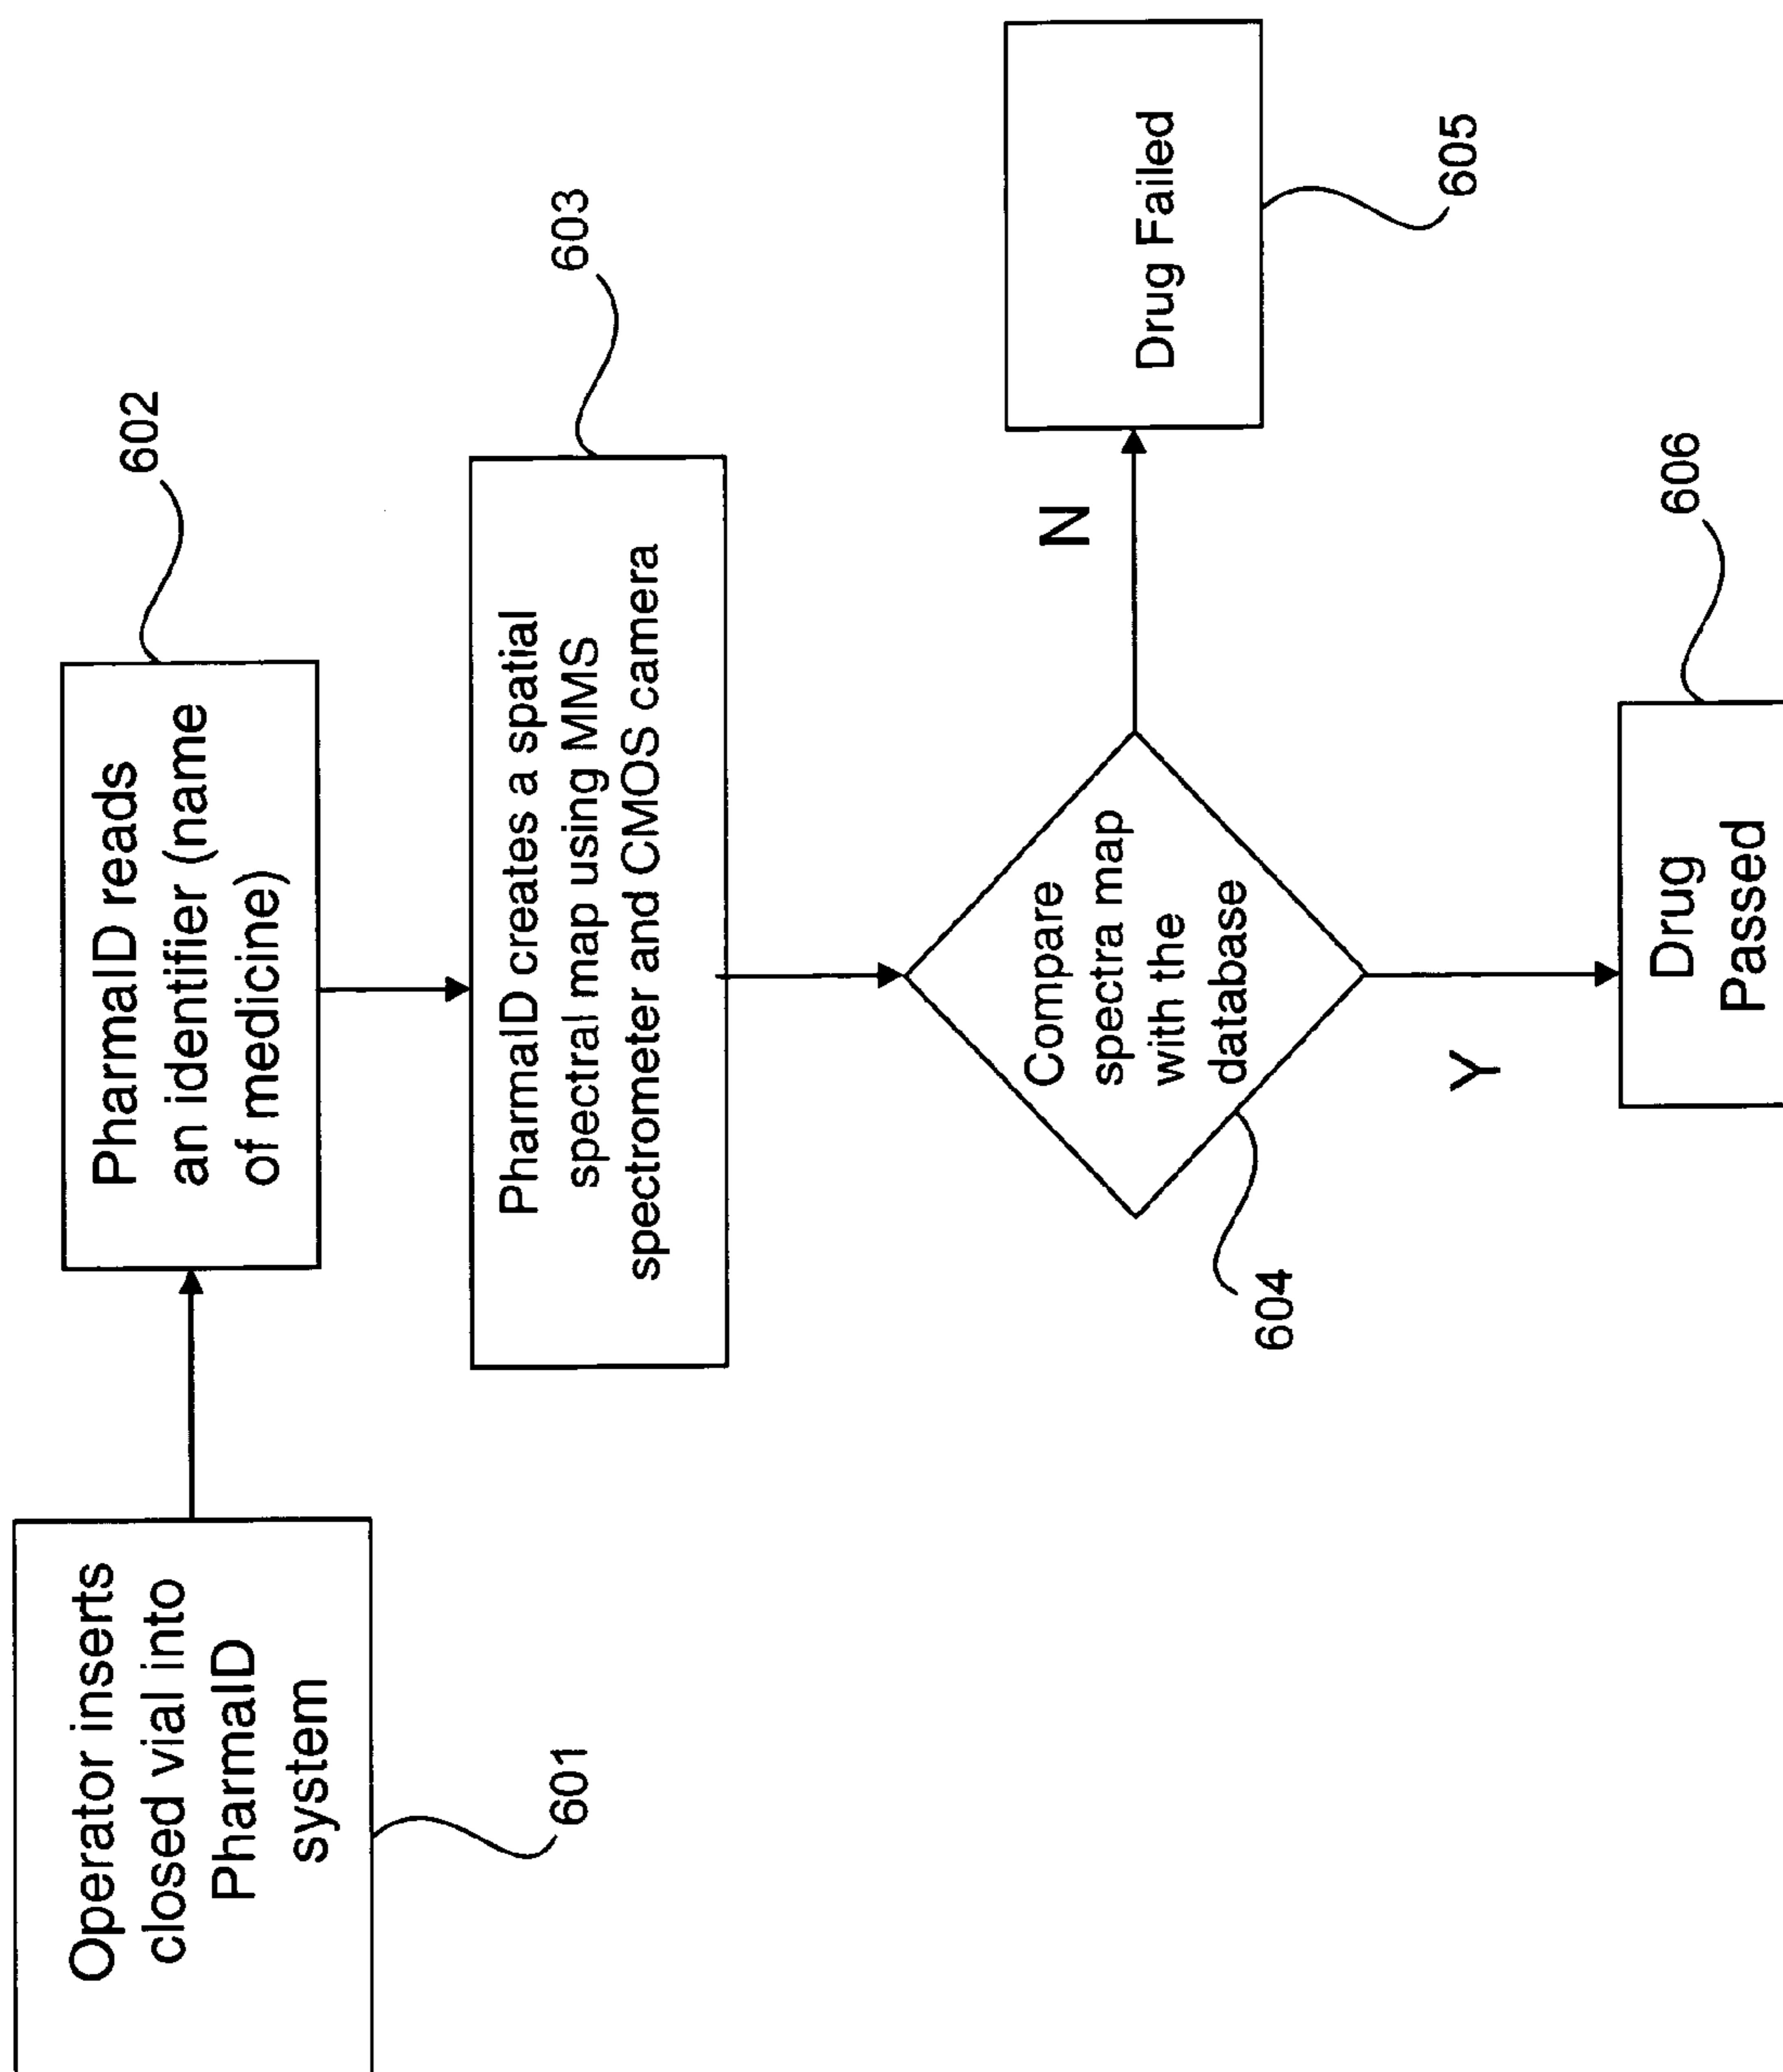 Operator inserts
closed vial into
PharmaID
system
601
PharmaID reads
an identifier (name
of medicine)
602
PharmaID creates a spatial
spectral map using MMS
spectrometer and CMOS camera
603
Compare
spectra map
with the
database
604
N
Drug Failed
605
Y
Drug
Passed
606